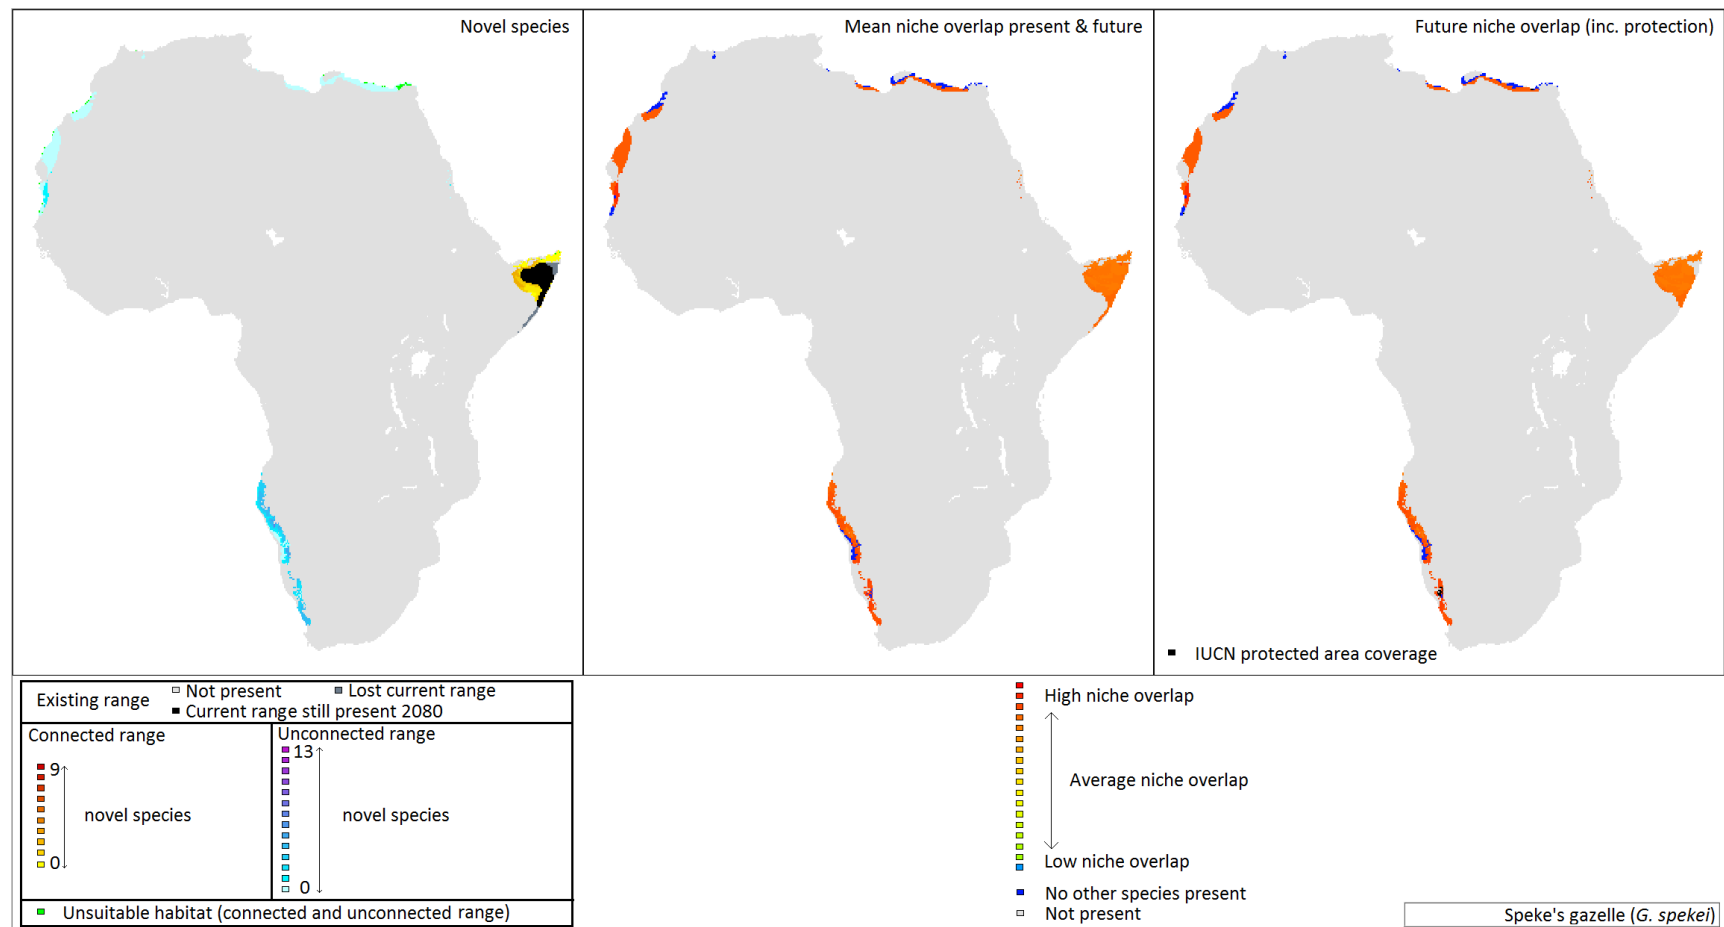 Novel species
Mean niche overlap present & future
Future niche overlap (inc. protection)
IUCN protected area coverage
Existing range
Not present
Lost current range
Current range still present 2080
Connected range
9
novel species
0
Unconnected range
13
novel species
0
Unsuitable habitat (connected and unconnected range)
High niche overlap
Average niche overlap
Low niche overlap
No other species present
Not present
Speke's gazelle (G. spekei)